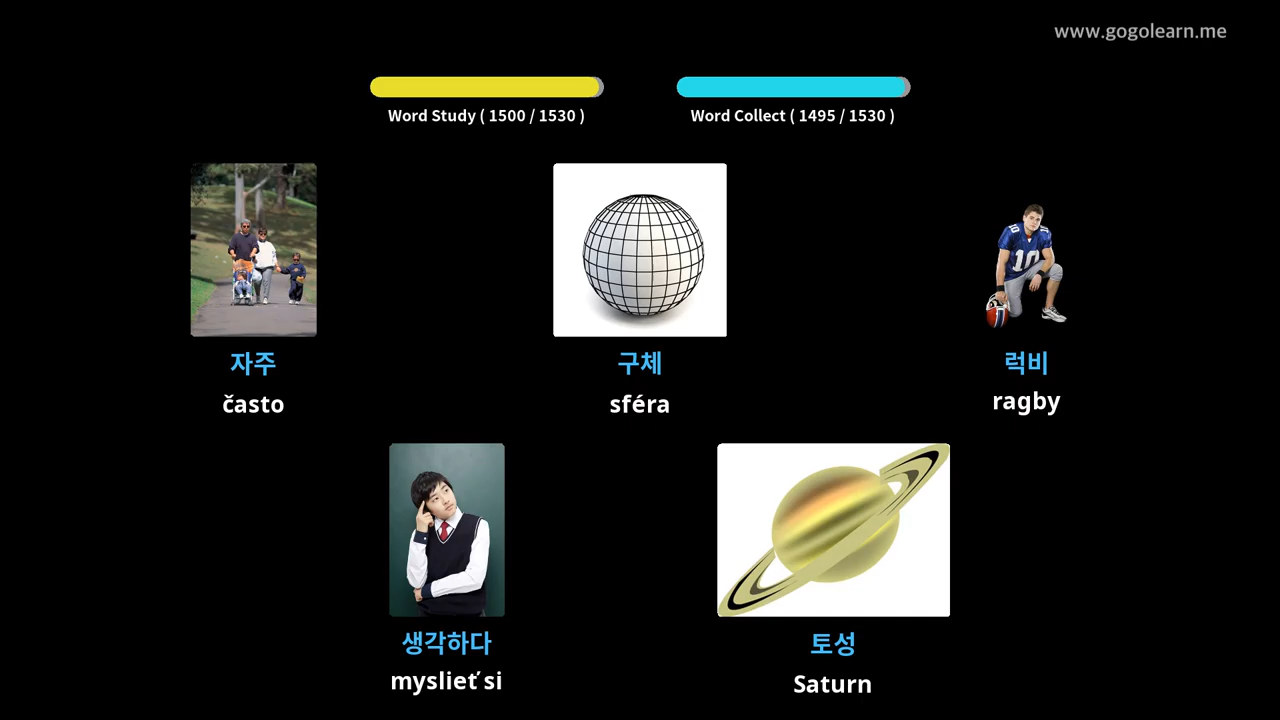 www.gogolearn.me
Word Study ( 1500 / 1530 )
Word Collect ( 1495 / 1530 )
자주
často
구체
sféra
럭비
ragby
생각하다
myslieť si
토성
Saturn